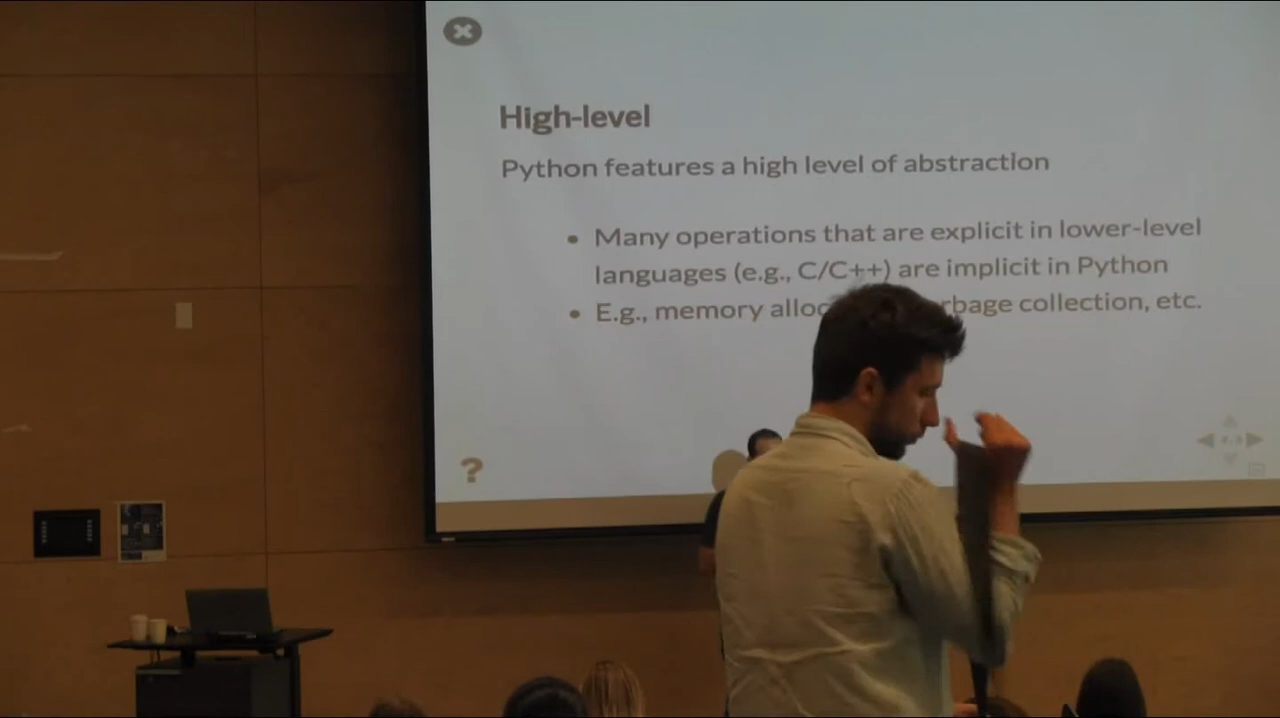 High-level
Python features a high level of abstraction
Many operations that are explicit in lower-level
languages (e.g., C/C++) are implicit in Python
E.g., memory alloc rbage collection, etc.
?